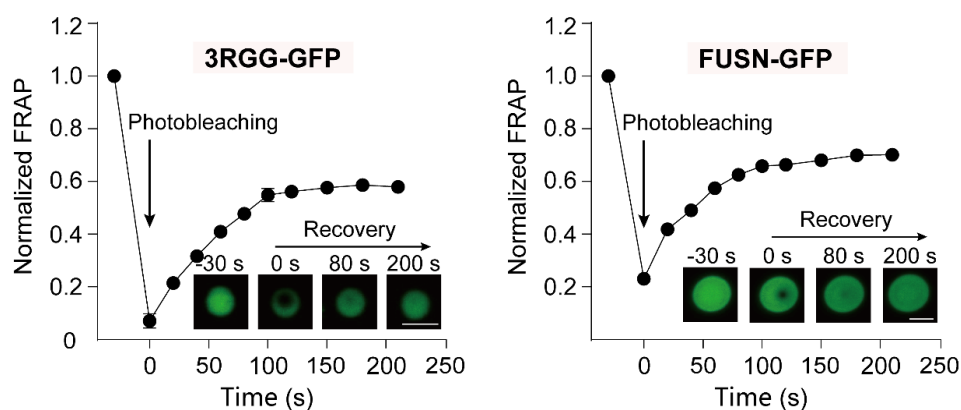 3RGG-GFP
Normalized FRAP
1.2
1.0
0.8
0.6
0.4
0.2
0
Photobleaching
Recovery
-30 s 0 s 80 s 200 s
0 50 100 150 200 250
Time (s)
FUSN-GFP
Normalized FRAP
1.2
1.0
0.8
0.6
0.4
0.2
0
Photobleaching
Recovery
-30 s 0 s 80 s 200 s
0 50 100 150 200 250
Time (s)